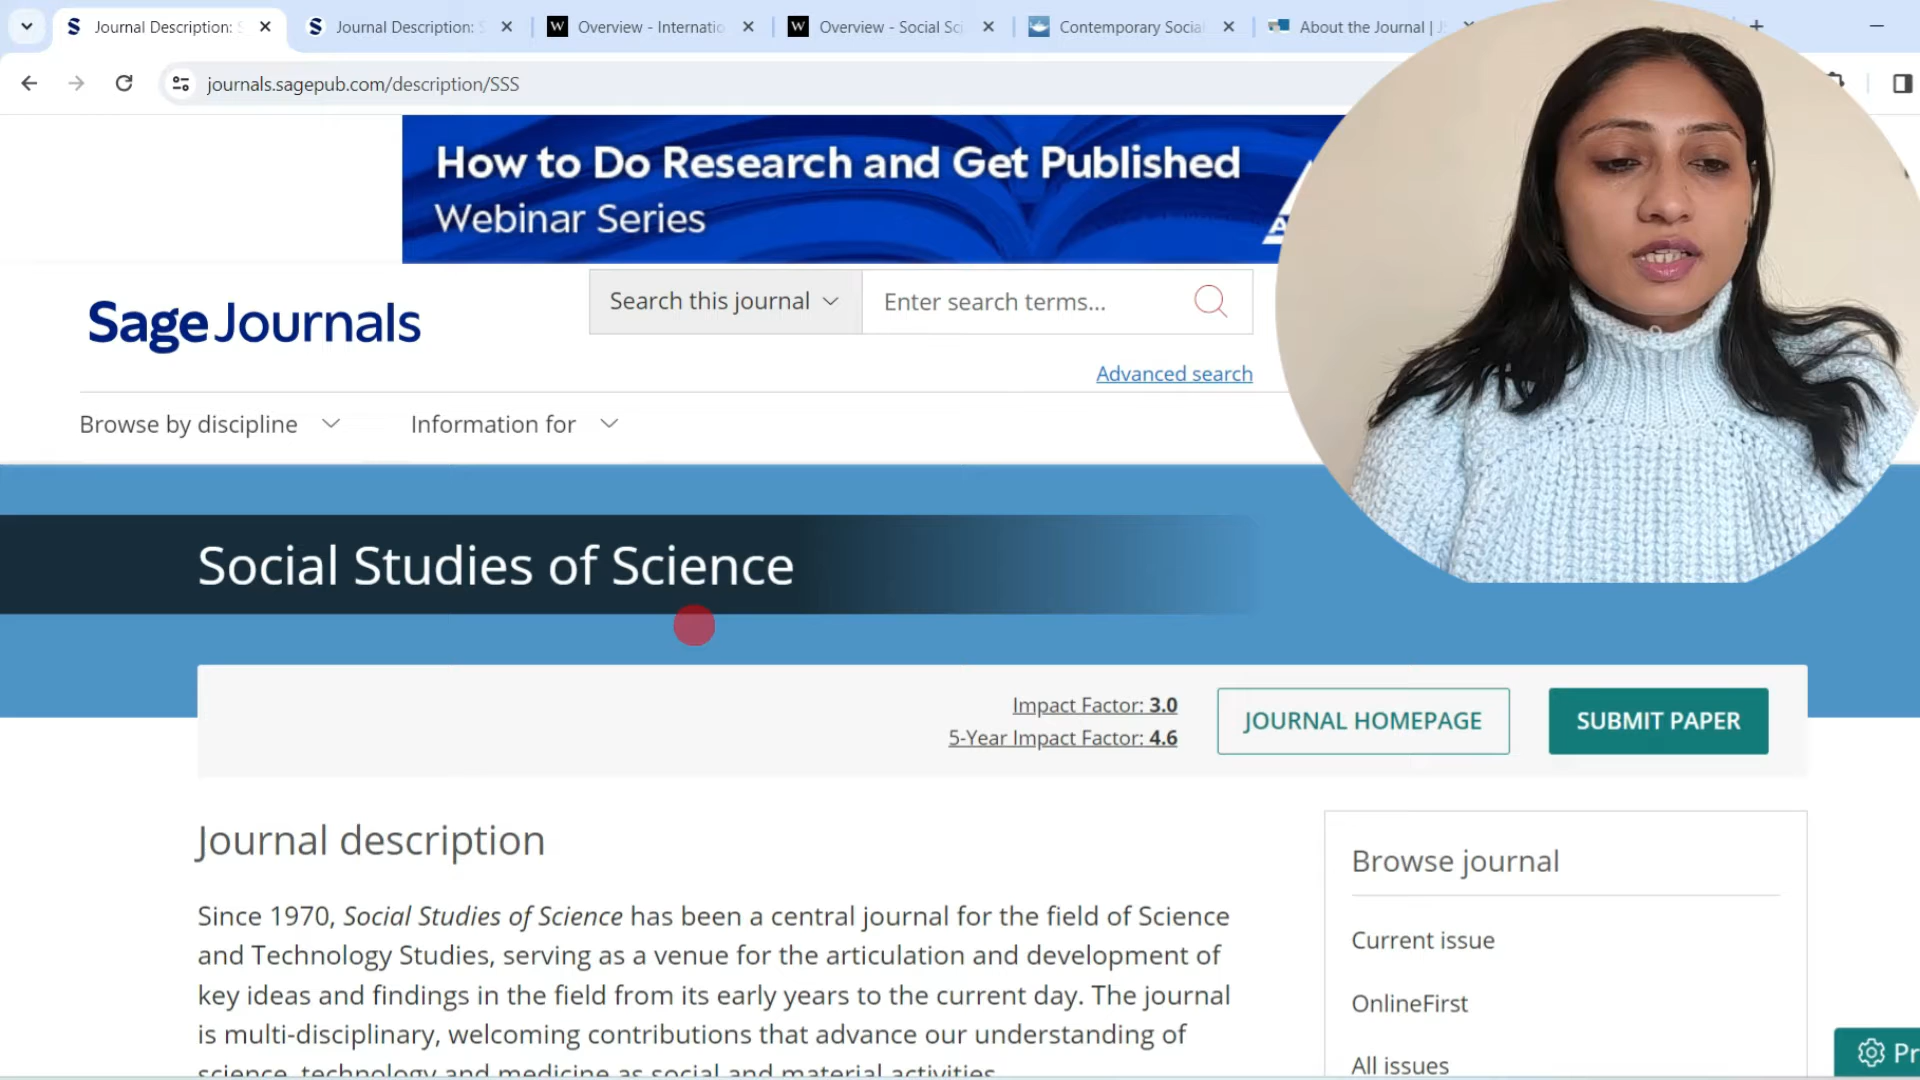 Journal Description: S
Journal Description: S
W Overview - Internatio
W Overview - Social Sci
Contemporary Social
About the Journal | JS
journals.sagepub.com/description/SSS
How to Do Research and Get Published
Webinar Series
Search this journal
Enter search terms...
Sage Journals
Advanced search
Browse by discipline
Information for
Social Studies of Science
Impact Factor: 3.0
5-Year Impact Factor: 4.6
JOURNAL HOMEPAGE
SUBMIT PAPER
Journal description
Since 1970, Social Studies of Science has been a central journal for the field of Science
and Technology Studies, serving as a venue for the articulation and development of
key ideas and findings in the field from its early years to the current day. The journal
is multi-disciplinary, welcoming contributions that advance our understanding of
science, technology and medicine as social and material activities.
Browse journal
Current issue
OnlineFirst
All issues
Pr